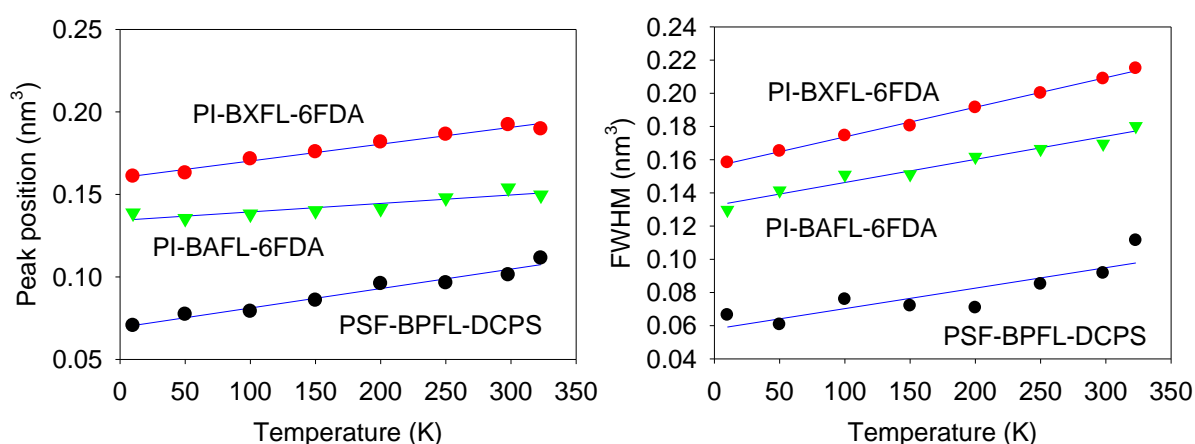 0.25
0.20
0.15
0.10
0.05
Peak position (nm³)
PI-BXFL-6FDA
PI-BAFL-6FDA
PSF-BPFL-DCPS
0 50 100 150 200 250 300 350
Temperature (K)
0.24
0.22
0.20
0.18
0.16
0.14
0.12
0.10
0.08
0.06
0.04
FWHM (nm³)
PI-BXFL-6FDA
PI-BAFL-6FDA
PSF-BPFL-DCPS
0 50 100 150 200 250 300 350
Temperature (K)